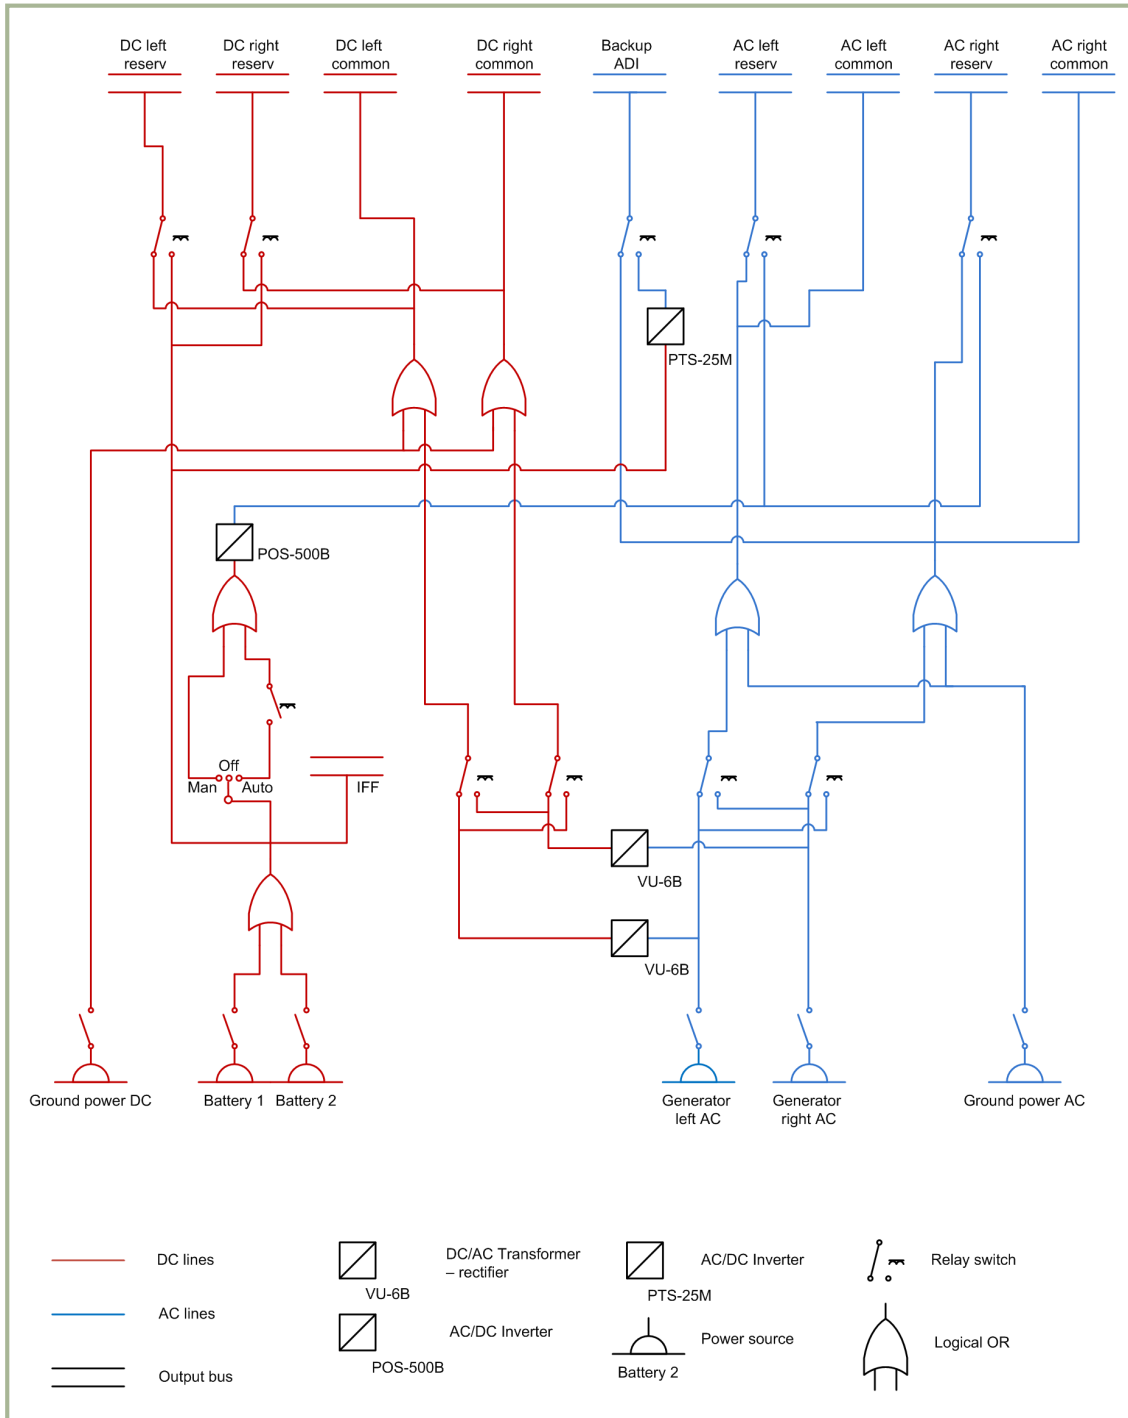 DC left
reserv
DC right
reserv
DC left
common
DC right
common
Backup
ADI
AC left
reserv
AC left
common
AC right
reserv
AC right
common
PTS-25M
POS-500B
Off
Man
Auto
IFF
VU-6B
VU-6B
Ground power DC
Battery 1
Battery 2
Generator
left AC
Generator
right AC
Ground power AC
DC lines
AC lines
Output bus
VU-6B
DC/AC Transformer
– rectifier
POS-500B
AC/DC Inverter
PTS-25M
AC/DC Inverter
Battery 2
Power source
Relay switch
Logical OR